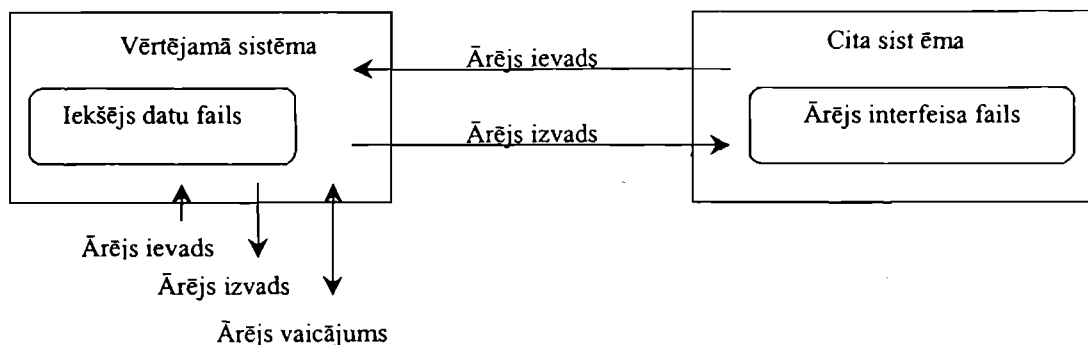 Vērtējamā sistēma
Cita sist ēma
Ārējs ievads
Iekšējs datu fails
Ārējs interfeisa fails
Ārējs izvads
Ārējs ievads
Ārējs izvads
Ārējs vaicājums